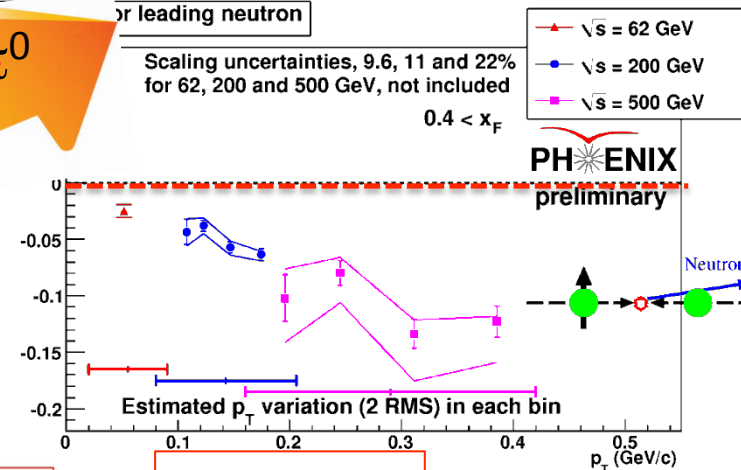 or leading neutron
π⁰
Scaling uncertainties, 9.6, 11 and 22%
for 62, 200 and 500 GeV, not included
0.4 < x_F
√s = 62 GeV
√s = 200 GeV
√s = 500 GeV
PHENIX
preliminary
0
-0.05
-0.1
-0.15
-0.2
Neutron
Estimated p_T variation (2 RMS) in each bin
0 0.1 0.2 0.3 0.4 0.5
p_T (GeV/c)